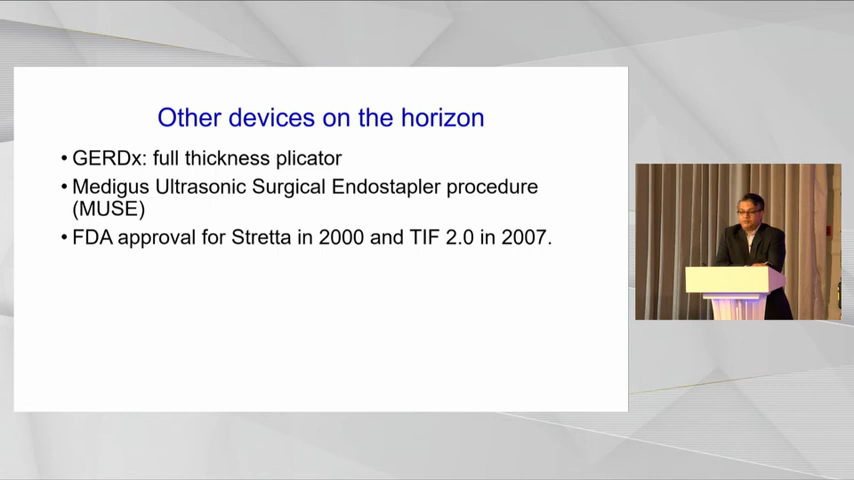 Other devices on the horizon
• GERDx: full thickness plicator
• Medigus Ultrasonic Surgical Endostapler procedure
(MUSE)
• FDA approval for Stretta in 2000 and TIF 2.0 in 2007.